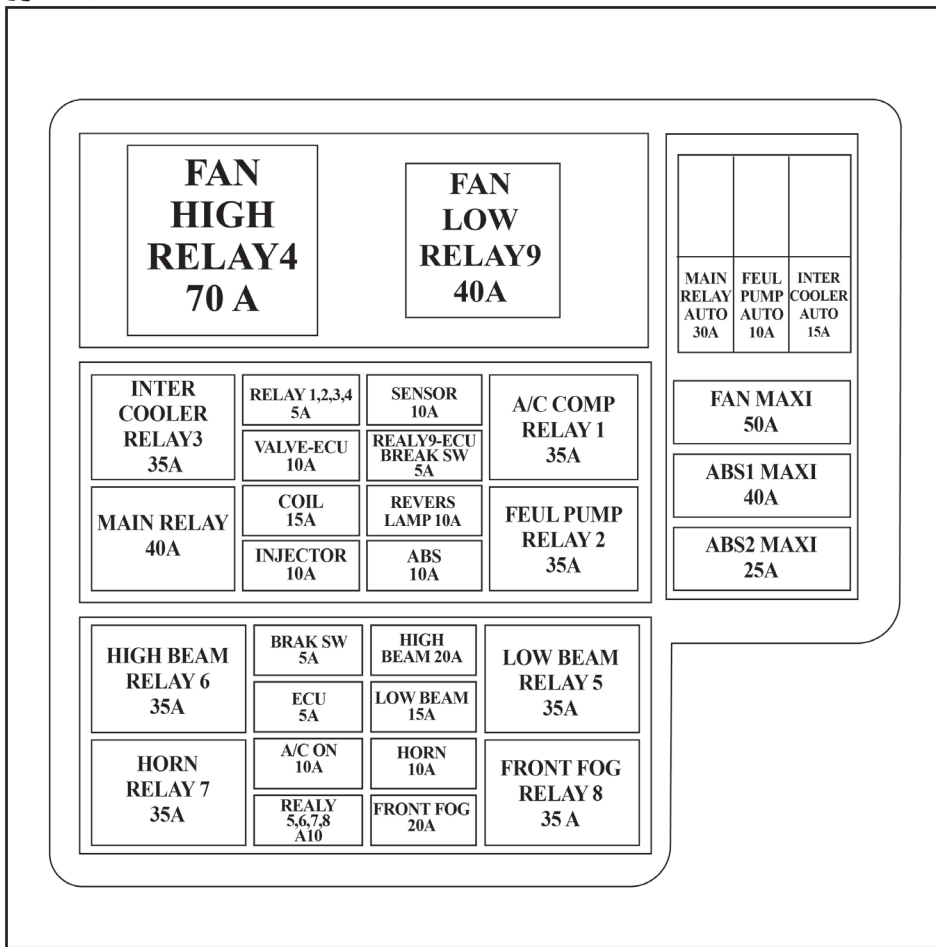 FAN
HIGH
RELAY4
70 A
FAN
LOW
RELAY9
40A
MAIN
RELAY
AUTO
30A
FEUL
PUMP
AUTO
10A
INTER
COOLER
AUTO
15A
FAN MAXI
50A
ABS1 MAXI
40A
ABS2 MAXI
25A
INTER
COOLER
RELAY3
35A
RELAY 1,2,3,4
5A
SENSOR
10A
A/C COMP
RELAY 1
35A
VALVE-ECU
10A
REALY9-ECU
BREAK SW
5A
MAIN RELAY
40A
COIL
15A
REVERS
LAMP 10A
FEUL PUMP
RELAY 2
35A
INJECTOR
10A
ABS
10A
HIGH BEAM
RELAY 6
35A
BRAK SW
5A
HIGH
BEAM 20A
LOW BEAM
RELAY 5
35A
ECU
5A
LOW BEAM
15A
HORN
RELAY 7
35A
A/C ON
10A
HORN
10A
FRONT FOG
RELAY 8
35 A
REALY
5,6,7,8
A10
FRONT FOG
20A